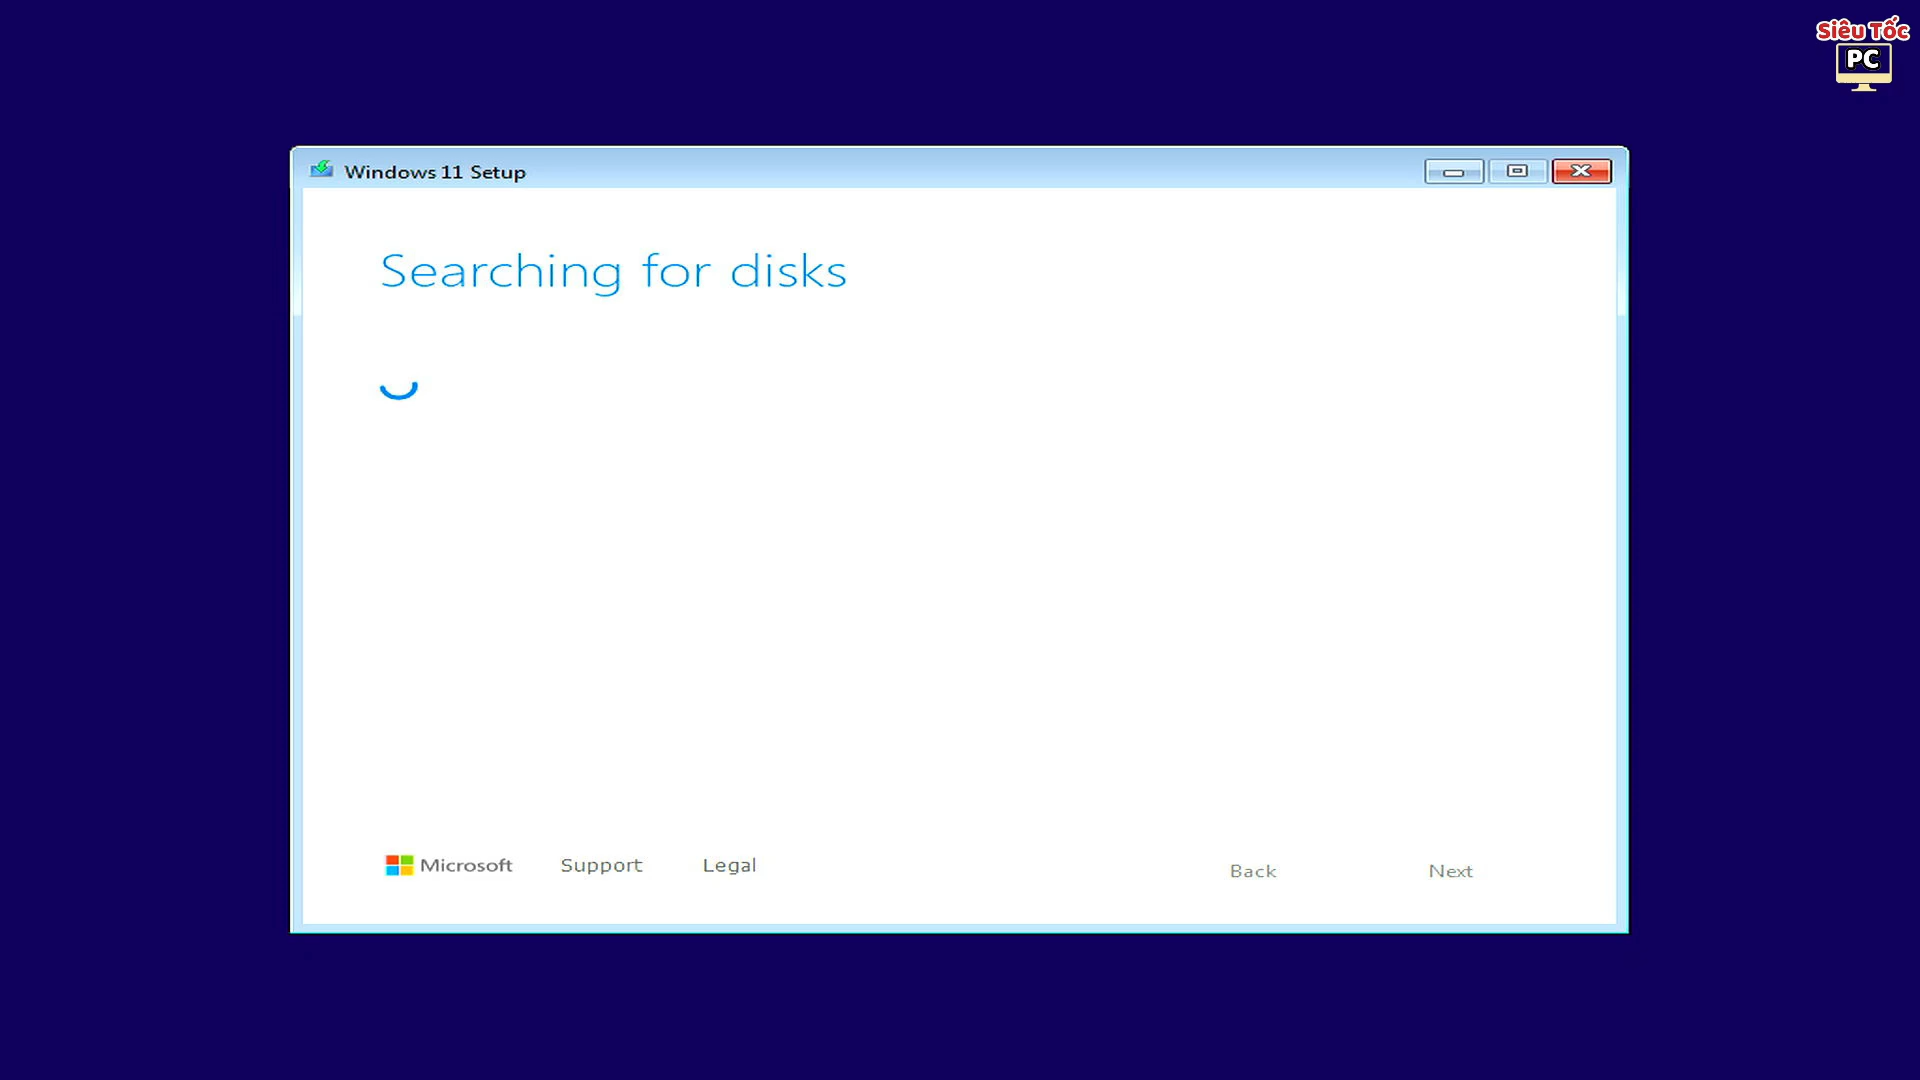 Siêu Tốc
PC
Windows 11 Setup
Searching for disks
Microsoft Support Legal
Back Next